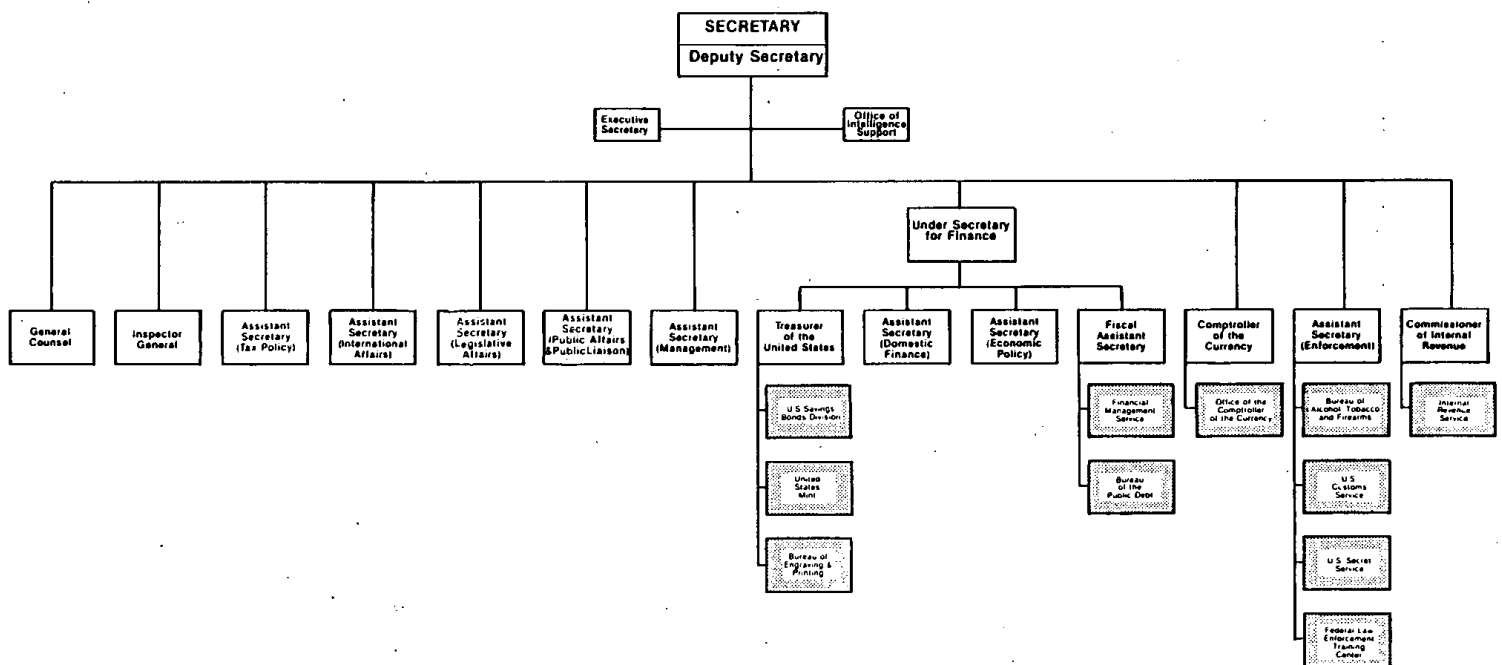 SECRETARY
Deputy Secretary
Executive
Secretary
Office of
Intelligence
Support
Under Secretary
for Finance
General
Counsel
Inspector
General
Assistant
Secretary
(Tax Policy)
Assistant
Secretary
(International
Affairs)
Assistant
Secretary
(Legislative
Affairs)
Assistant
Secretary
(Public Affairs
&Public Liaison)
Assistant
Secretary
(Management)
Treasurer
of the
United States
Assistant
Secretary
(Domestic
Finance)
Assistant
Secretary
(Economic
Policy)
Fiscal
Assistant
Secretary
Comptroller
of the
Currency
Assistant
Secretary
(Enforcement)
Commissioner
of Internal
Revenue
U.S Savings
Bonds Division
Financial
Management
Service
Office of the
Comptroller
of the Currency
Bureau of
Alcohol Tobacco
and Firearms
Internal
Revenue
Service
United
States
Mint
Bureau
of the
Public Debt
U.S
Customs
Service
Bureau of
Engraving &
Printing
U.S. Secret
Service
Federal Law
Enforcement
Training
Center